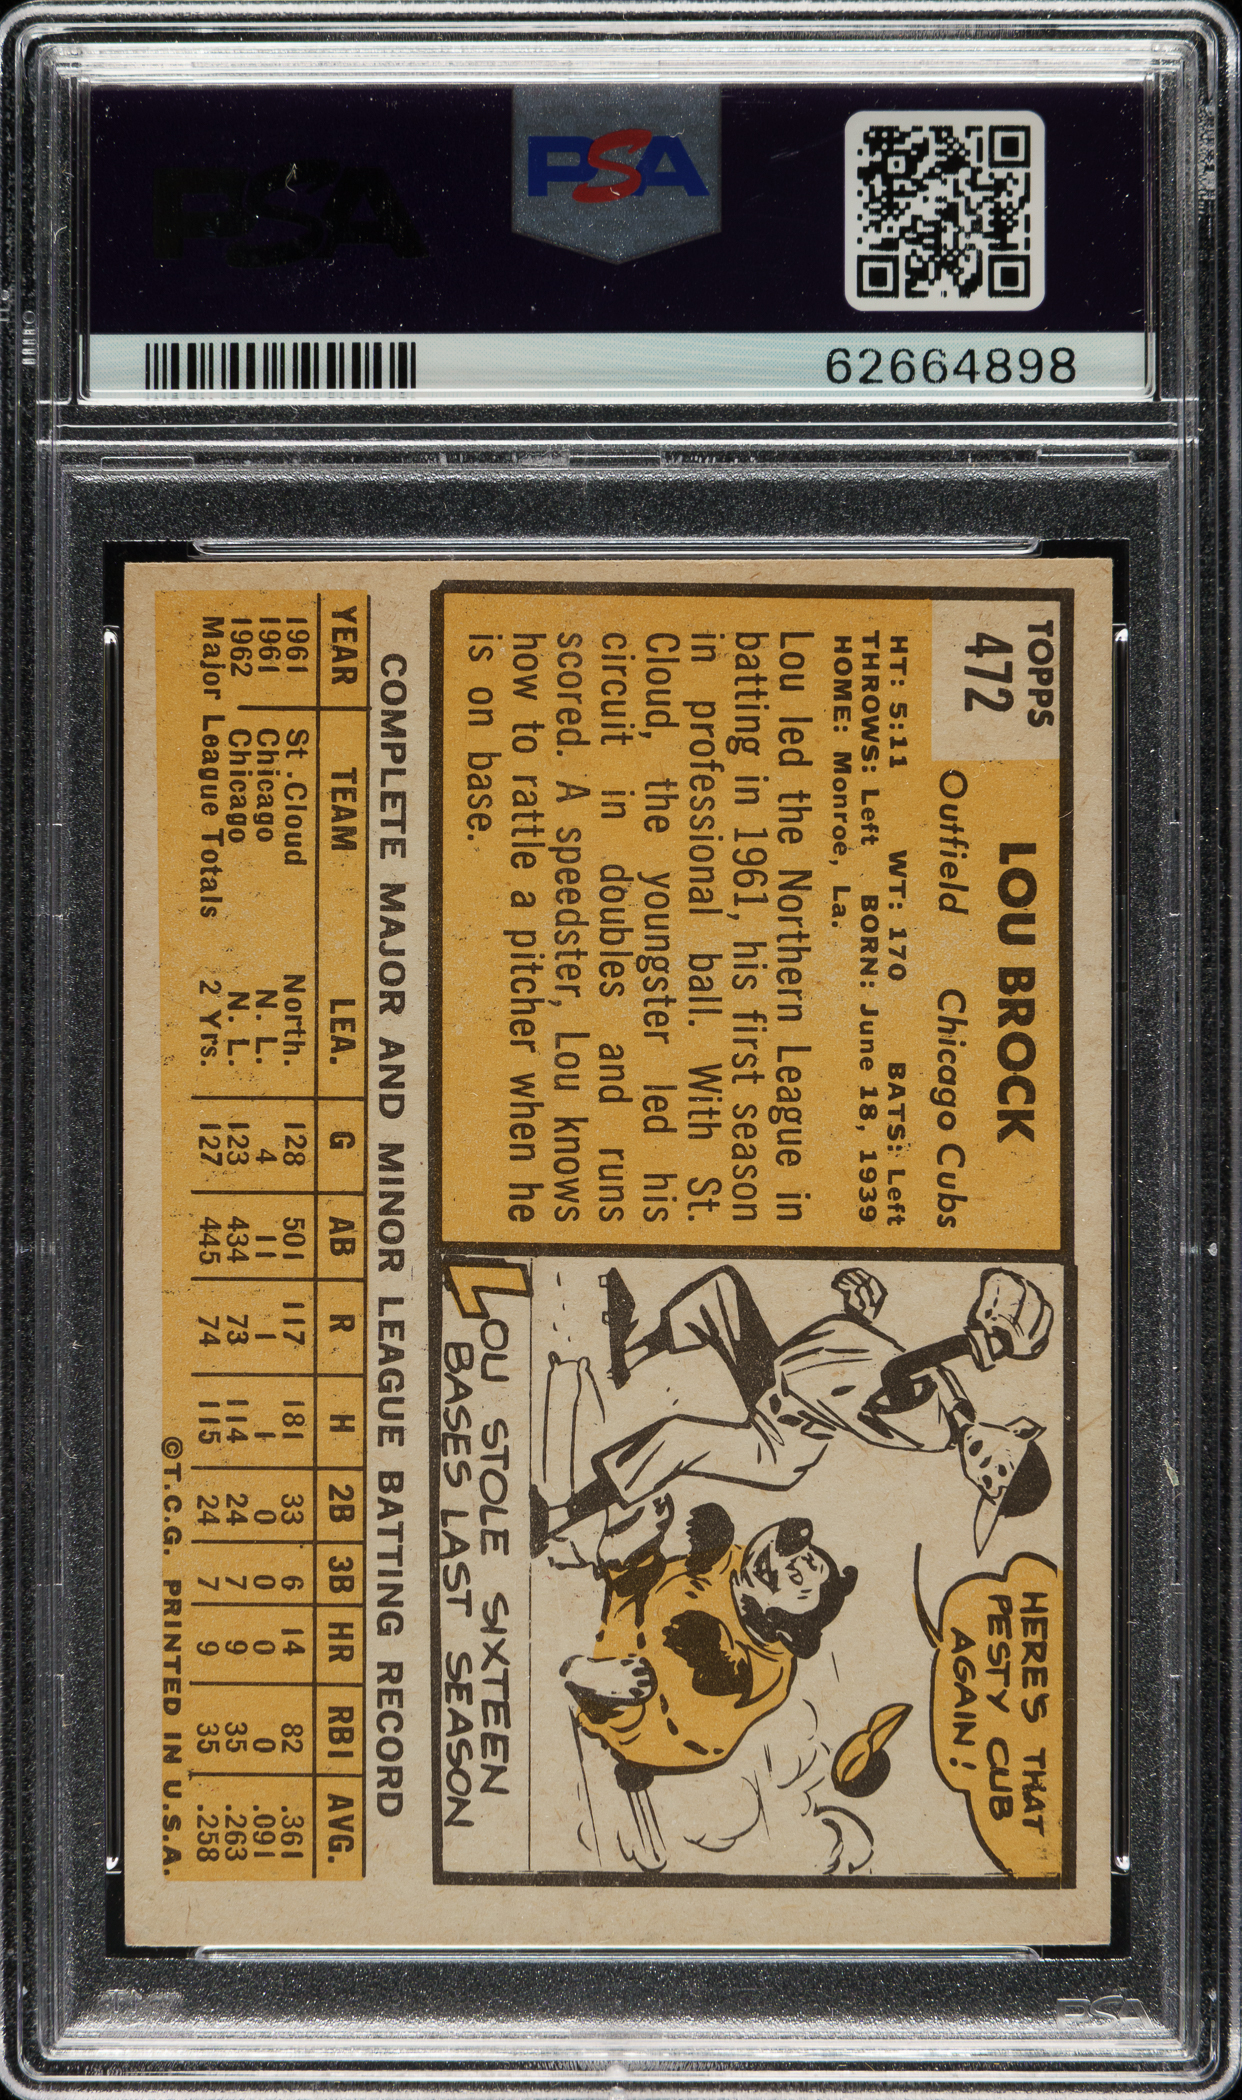 PSA
PSA
62664898
TOPPS
472
LOU BROCK
Outfield Chicago Cubs
HT: 5:11 WT: 170 BATS: Left
THROWS: Left BORN: June 18, 1939
HOME: Monroe, La.
Lou led the Northern League in
batting in 1961, his first season
in professional ball. With St.
Cloud, the youngster led his
circuit in doubles and runs
scored. A speedster, Lou knows
how to rattle a pitcher when he
is on base.
HERE'S THAT
PESTY CUB
AGAIN!
LOU STOLE SIXTEEN
BASES LAST SEASON
COMPLETE MAJOR AND MINOR LEAGUE BATTING RECORD
YEAR TEAM LEA. G AB R H 2B 3B HR RBI AVG.
1961 St. Cloud North. 128 501 117 181 33 6 14 82 .361
1961 Chicago N. L. 4 11 1 1 0 0 0 0 .091
1962 Chicago N. L. 123 434 73 114 24 7 9 35 .263
Major League Totals 2 Yrs. 127 445 74 115 24 7 9 35 .258
©T.C.G. PRINTED IN U.S.A.
PSA